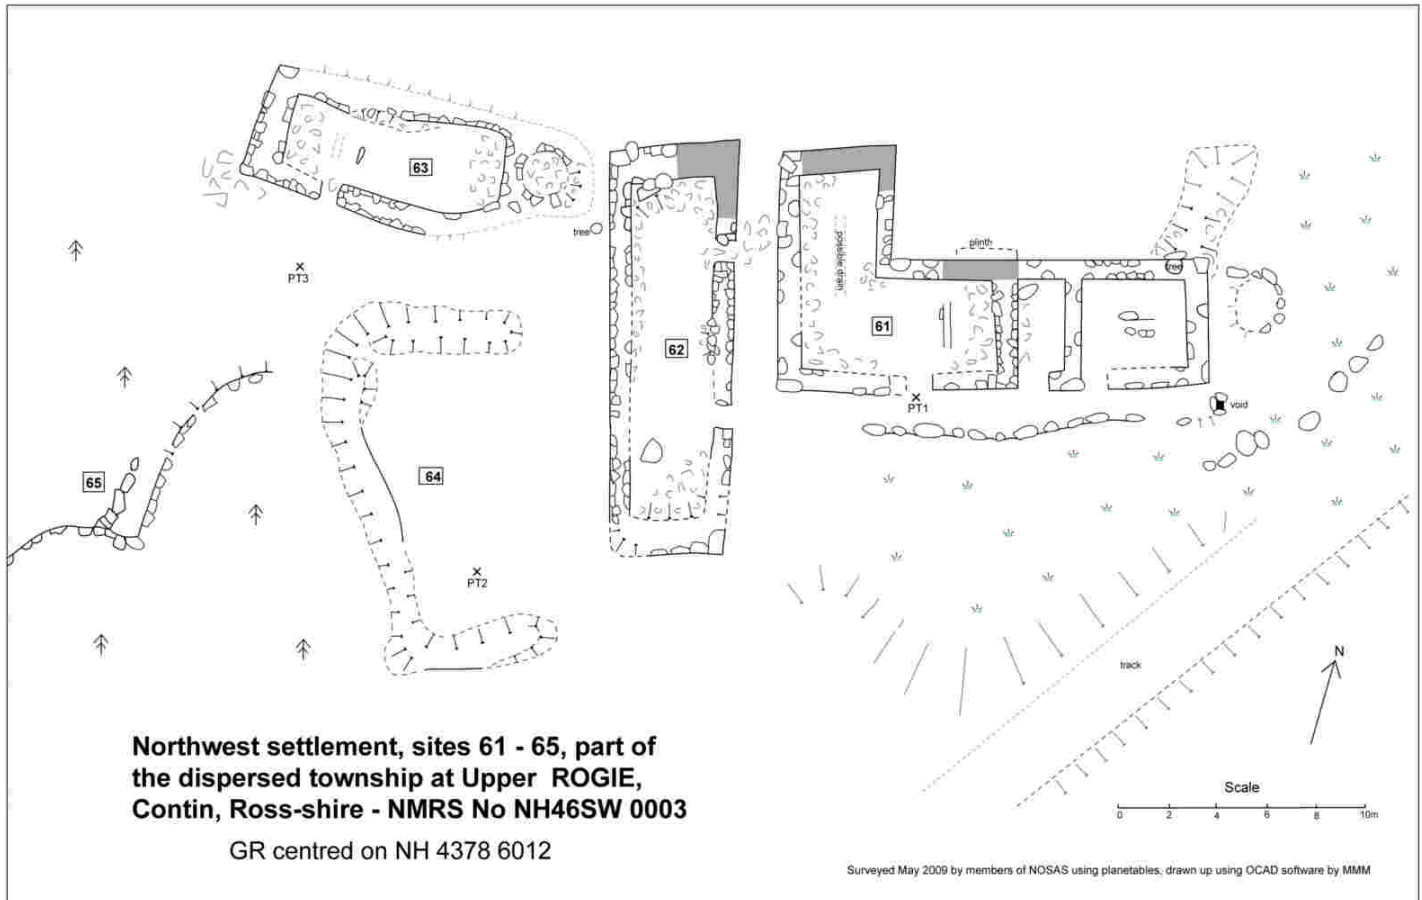 63
tree
PT3
62
possible drain
plinth
61
tree
PT1
void
65
64
PT2
track
N
Northwest settlement, sites 61 - 65, part of
the dispersed township at Upper ROGIE,
Contin, Ross-shire - NMRS No NH46SW 0003
GR centred on NH 4378 6012
Scale
0 2 4 6 8 10m
Surveyed May 2009 by members of NOSAS using planetables, drawn up using OCAD software by MMM